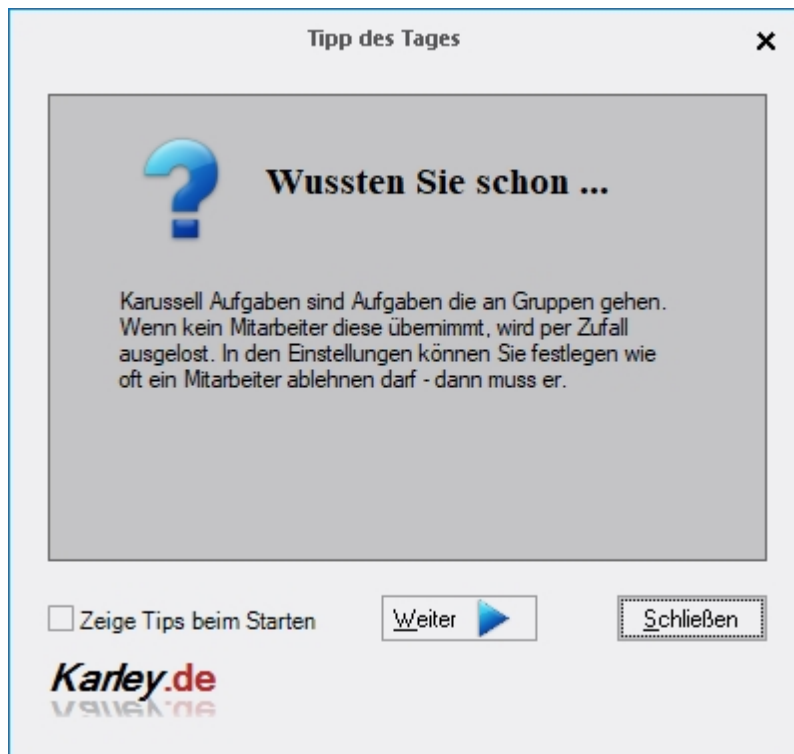 Tipp des Tages
Wussten Sie schon ...
Karussell Aufgaben sind Aufgaben die an Gruppen gehen.
Wenn kein Mitarbeiter diese übernimmt, wird per Zufall
ausgelost. In den Einstellungen können Sie festlegen wie
oft ein Mitarbeiter ablehnen darf - dann muss er.
Zeige Tips beim Starten
Weiter
Schließen
Karley.de